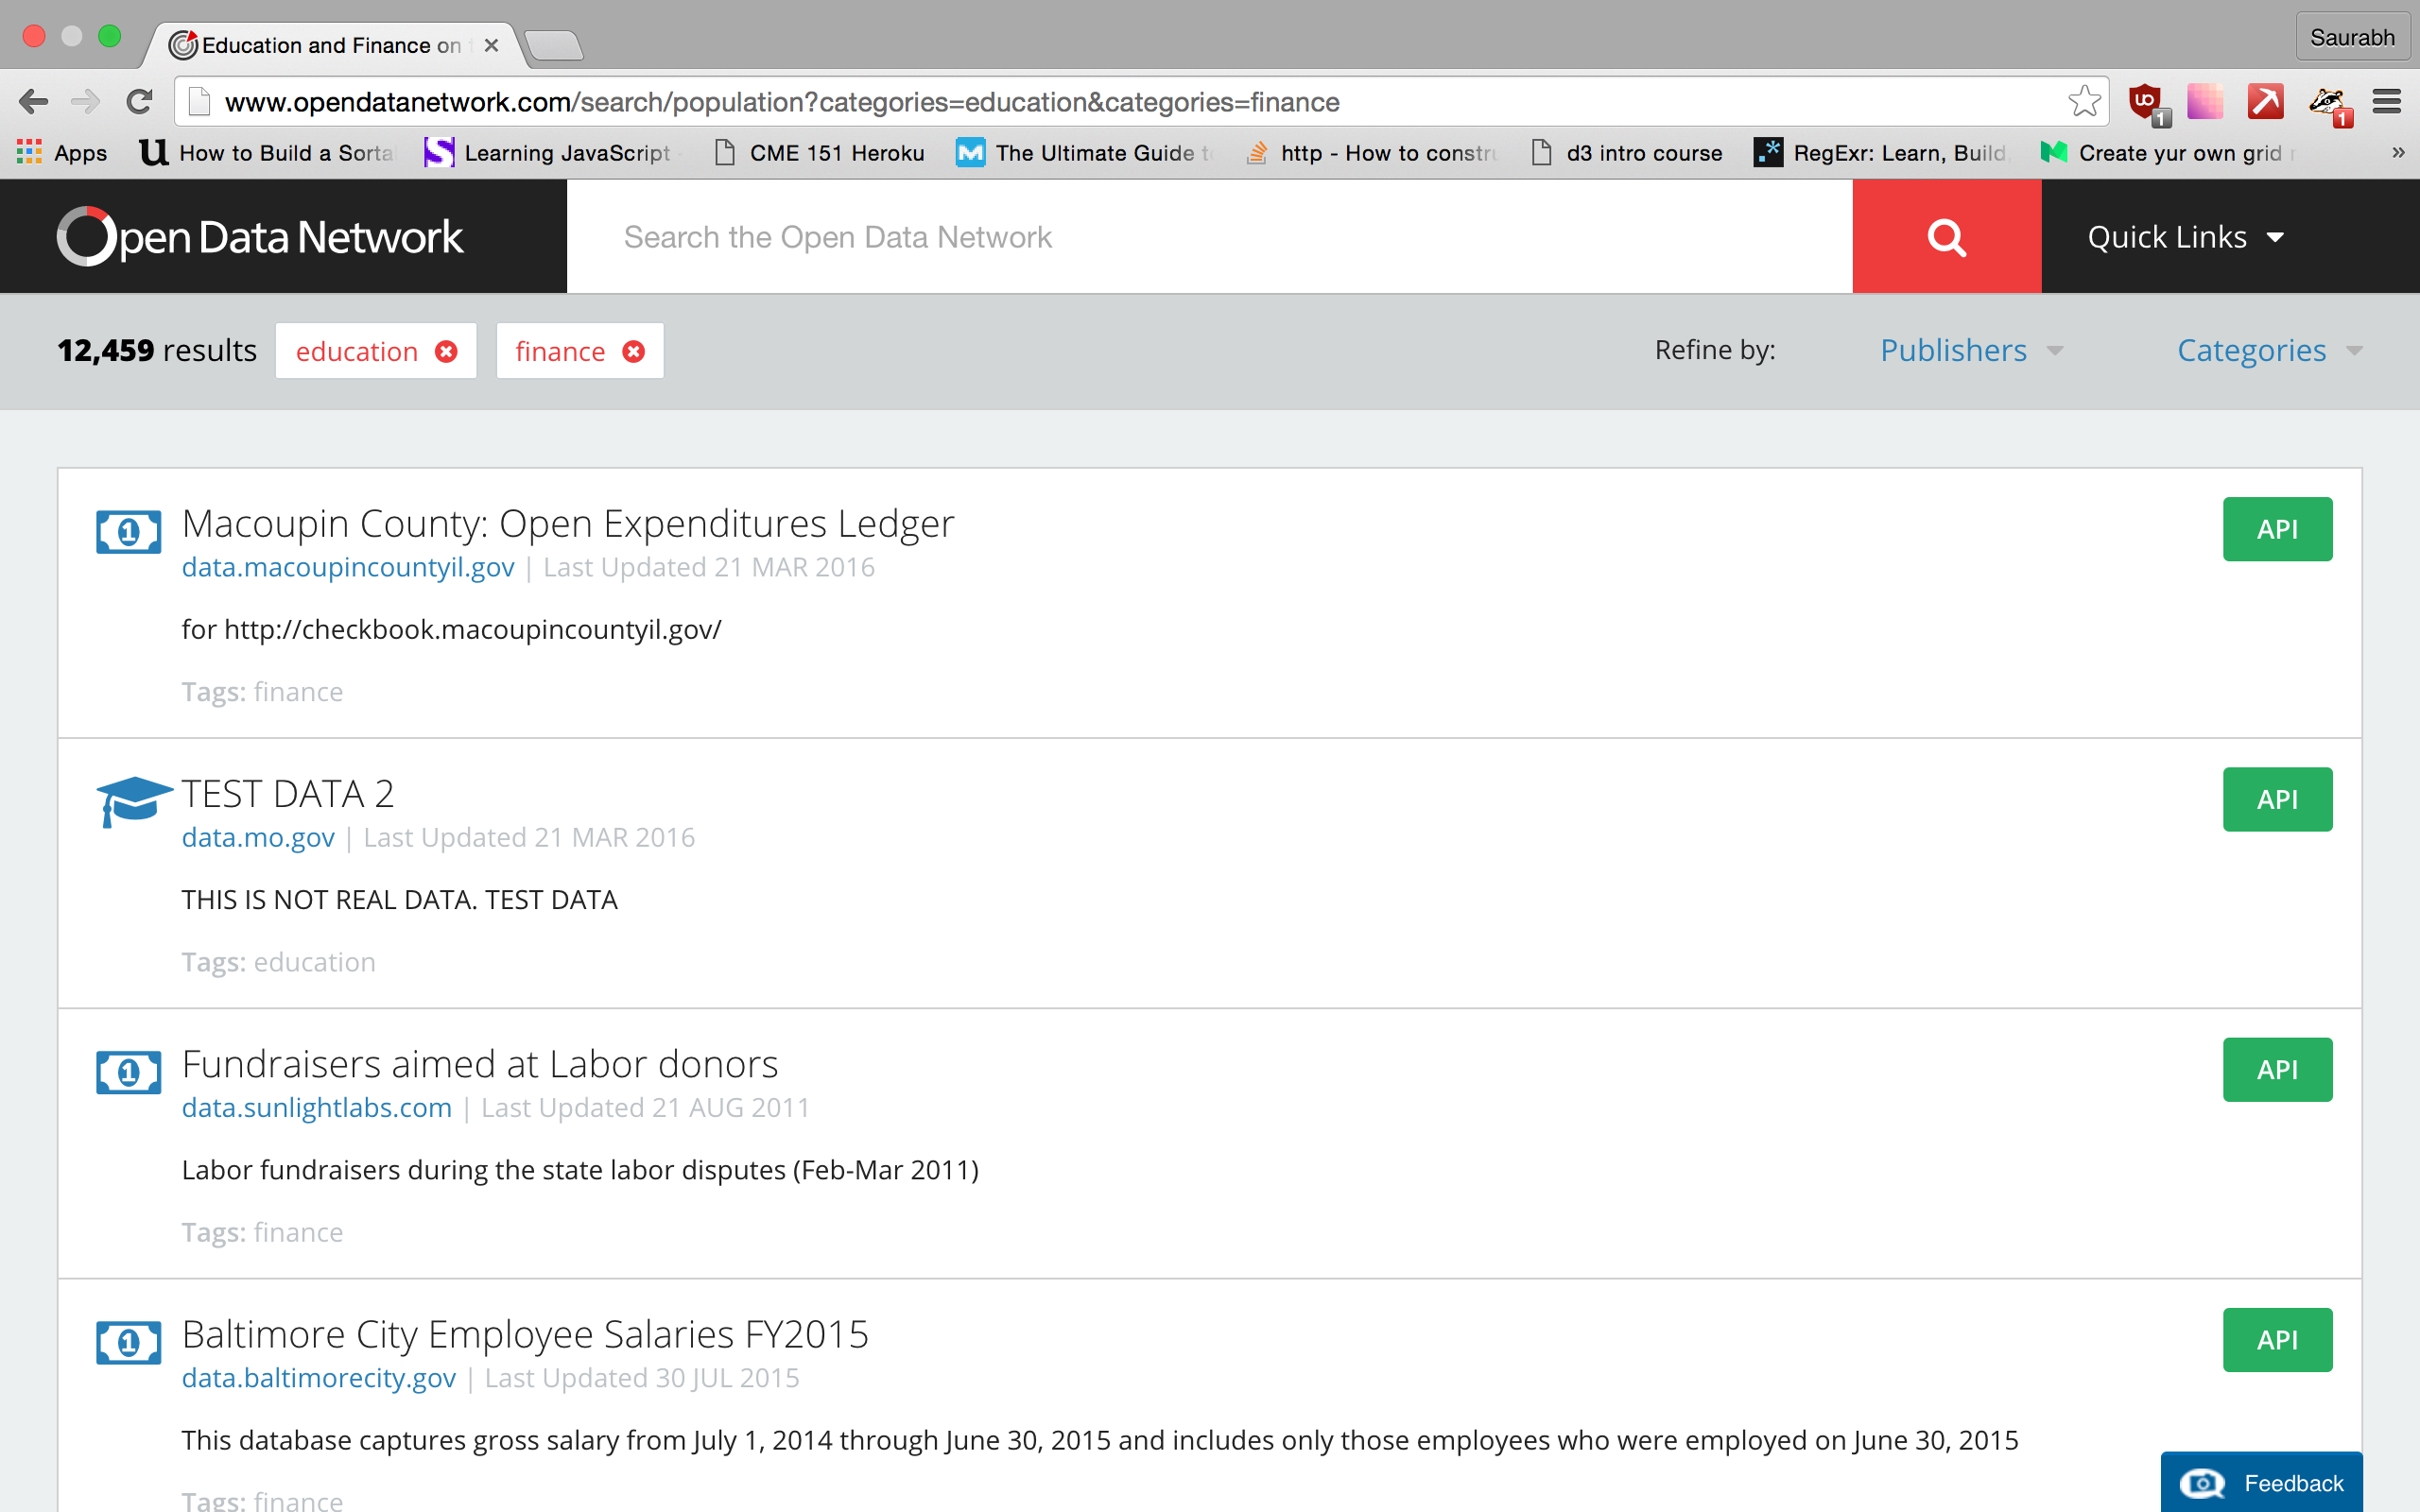 Education and Finance on
Saurabh
www.opendatanetwork.com/search/population?categories=education&categories=finance
1
1
Apps
How to Build a Sorta
Learning JavaScript
CME 151 Heroku
The Ultimate Guide to
http - How to constru
d3 intro course
RegExr: Learn, Build
Create yur own grid
Open Data Network
Search the Open Data Network
Quick Links
12,459 results
education
finance
Refine by:
Publishers
Categories
Macoupin County: Open Expenditures Ledger
API
data.macoupincountyil.gov | Last Updated 21 MAR 2016
for http://checkbook.macoupincountyil.gov/
Tags: finance
TEST DATA 2
API
data.mo.gov | Last Updated 21 MAR 2016
THIS IS NOT REAL DATA. TEST DATA
Tags: education
Fundraisers aimed at Labor donors
API
data.sunlightlabs.com | Last Updated 21 AUG 2011
Labor fundraisers during the state labor disputes (Feb-Mar 2011)
Tags: finance
Baltimore City Employee Salaries FY2015
API
data.baltimorecity.gov | Last Updated 30 JUL 2015
This database captures gross salary from July 1, 2014 through June 30, 2015 and includes only those employees who were employed on June 30, 2015
Tags: finance
Feedback